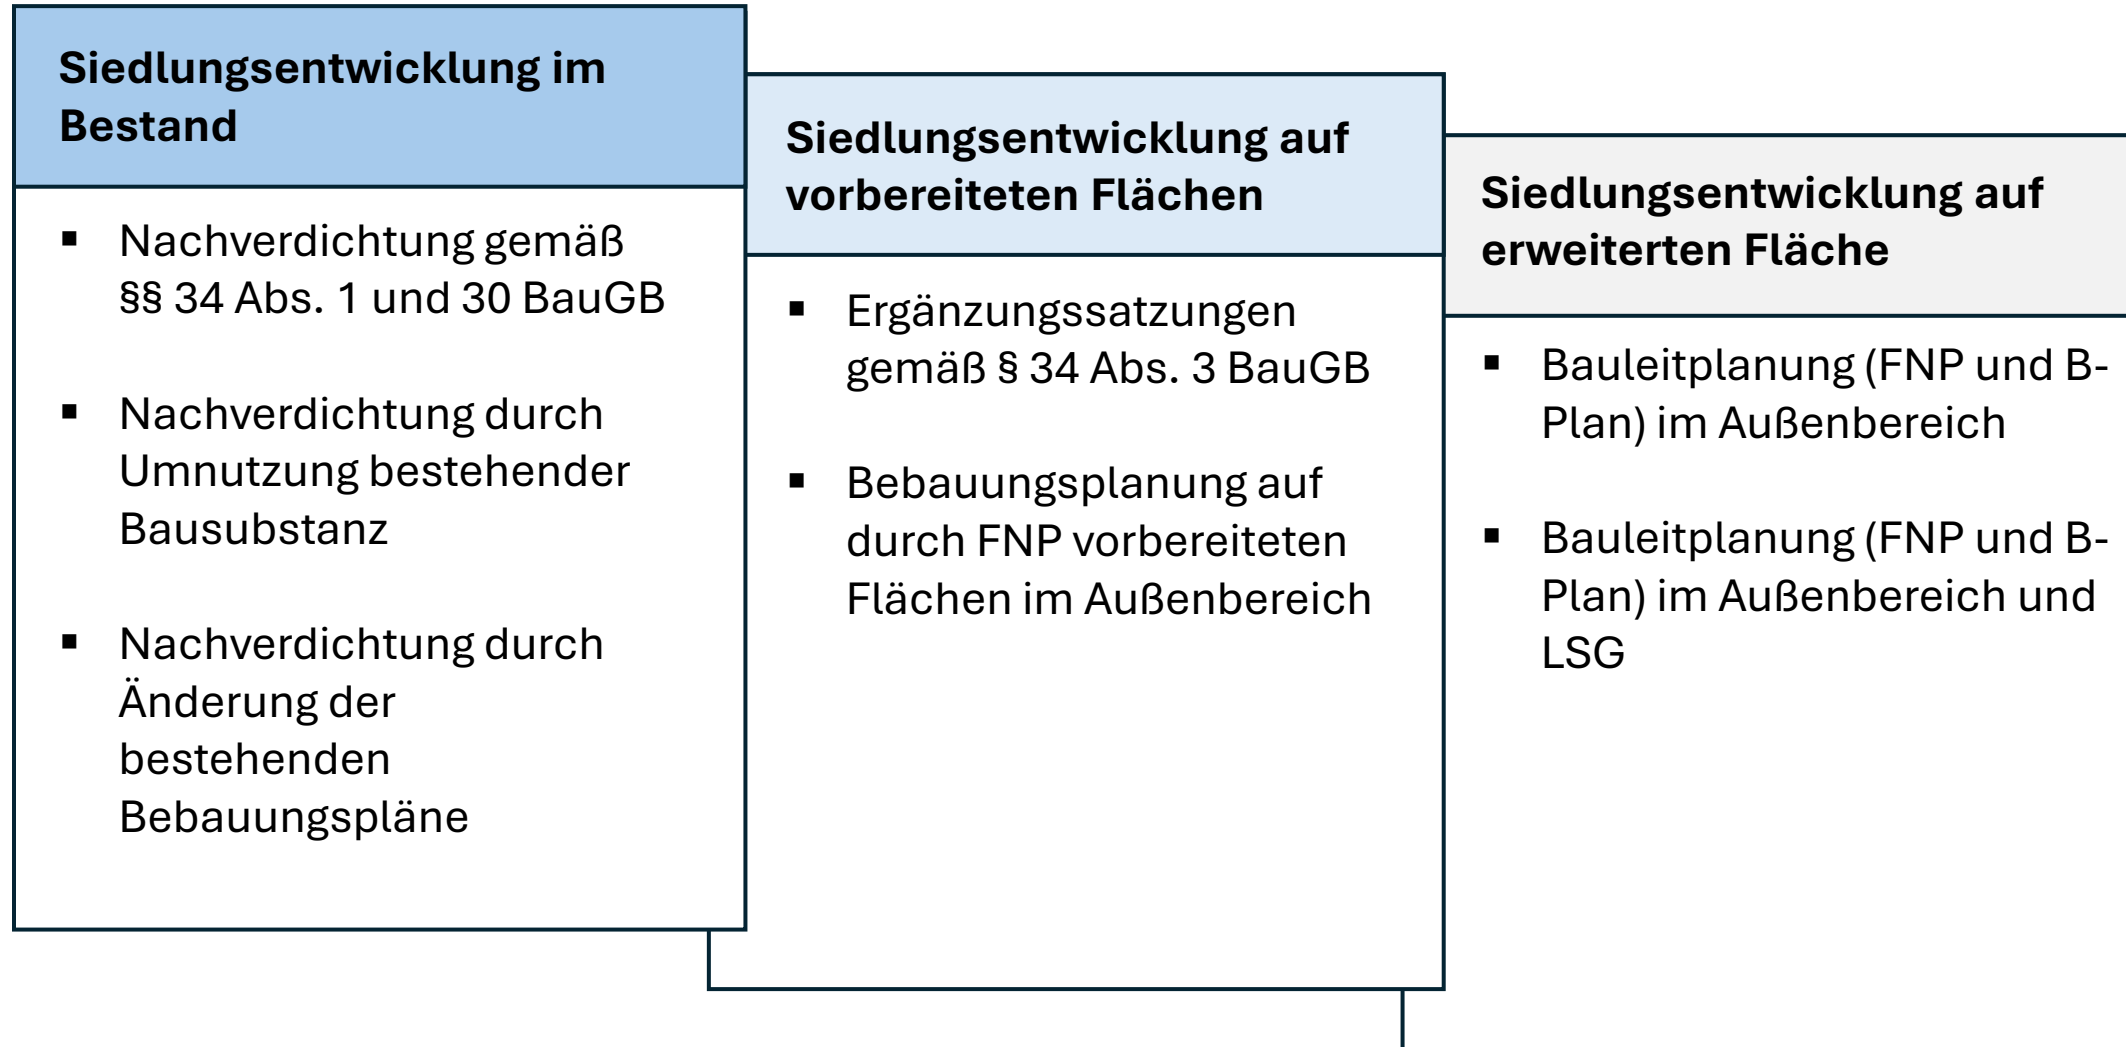 Siedlungsentwicklung im
Bestand
▪ Nachverdichtung gemäß
§§ 34 Abs. 1 und 30 BauGB
▪ Nachverdichtung durch
Umnutzung bestehender
Bausubstanz
▪ Nachverdichtung durch
Änderung der
bestehenden
Bebauungspläne
Siedlungsentwicklung auf
vorbereiteten Flächen
▪ Ergänzungssatzungen
gemäß § 34 Abs. 3 BauGB
▪ Bebauungsplanung auf
durch FNP vorbereiteten
Flächen im Außenbereich
Siedlungsentwicklung auf
erweiterten Fläche
▪ Bauleitplanung (FNP und B-
Plan) im Außenbereich
▪ Bauleitplanung (FNP und B-
Plan) im Außenbereich und
LSG